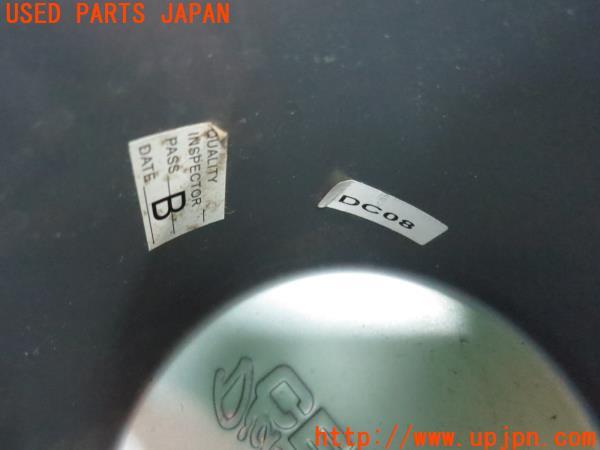 USED PARTS JAPAN
QUALITY
INSPECTOR
PASS B
DATE
DC08
http://www.upjpn.com